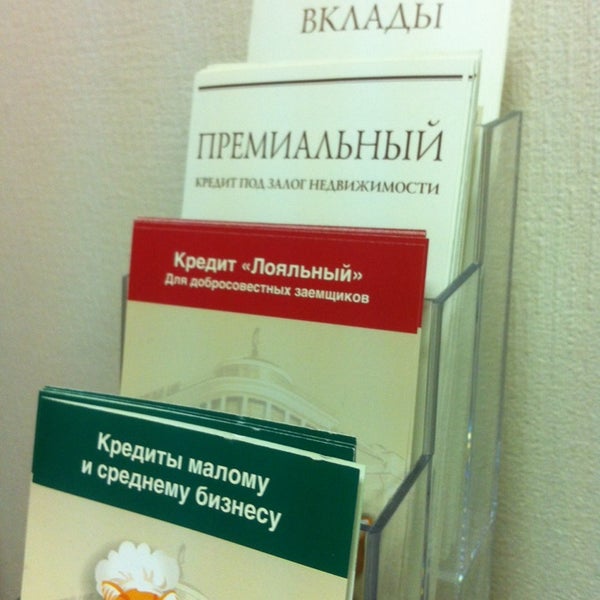 ВКЛАДЫ
ПРЕМИАЛЬНЫЙ
КРЕДИТ ПОД ЗАЛОГ НЕДВИЖИМОСТИ
Кредит «Лояльный»
Для добросовестных заемщиков
Кредиты малому
и среднему бизнесу